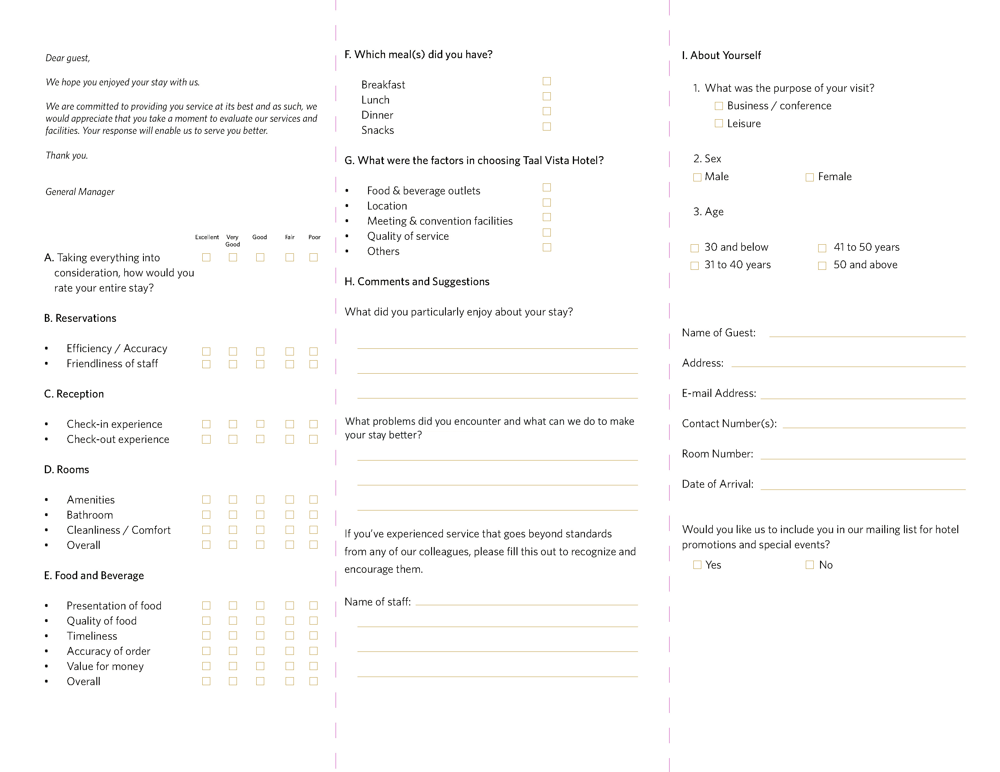 Dear guest,
We hope you enjoyed your stay with us.
We are committed to providing you service at its best and as such, we
would appreciate that you take a moment to evaluate our services and
facilities. Your response will enable us to serve you better.
Thank you.
General Manager
Excellent Very Good Good Fair Poor
A. Taking everything into
consideration, how would you
rate your entire stay?
B. Reservations
• Efficiency / Accuracy
• Friendliness of staff
C. Reception
• Check-in experience
• Check-out experience
D. Rooms
• Amenities
• Bathroom
• Cleanliness / Comfort
• Overall
E. Food and Beverage
• Presentation of food
• Quality of food
• Timeliness
• Accuracy of order
• Value for money
• Overall
F. Which meal(s) did you have?
Breakfast
Lunch
Dinner
Snacks
G. What were the factors in choosing Taal Vista Hotel?
• Food & beverage outlets
• Location
• Meeting & convention facilities
• Quality of service
• Others
H. Comments and Suggestions
What did you particularly enjoy about your stay?
What problems did you encounter and what can we do to make
your stay better?
If you’ve experienced service that goes beyond standards
from any of our colleagues, please fill this out to recognize and
encourage them.
Name of staff:
I. About Yourself
1. What was the purpose of your visit?
Business / conference
Leisure
2. Sex
Male Female
3. Age
30 and below 41 to 50 years
31 to 40 years 50 and above
Name of Guest:
Address:
E-mail Address:
Contact Number(s):
Room Number:
Date of Arrival:
Would you like us to include you in our mailing list for hotel
promotions and special events?
Yes No